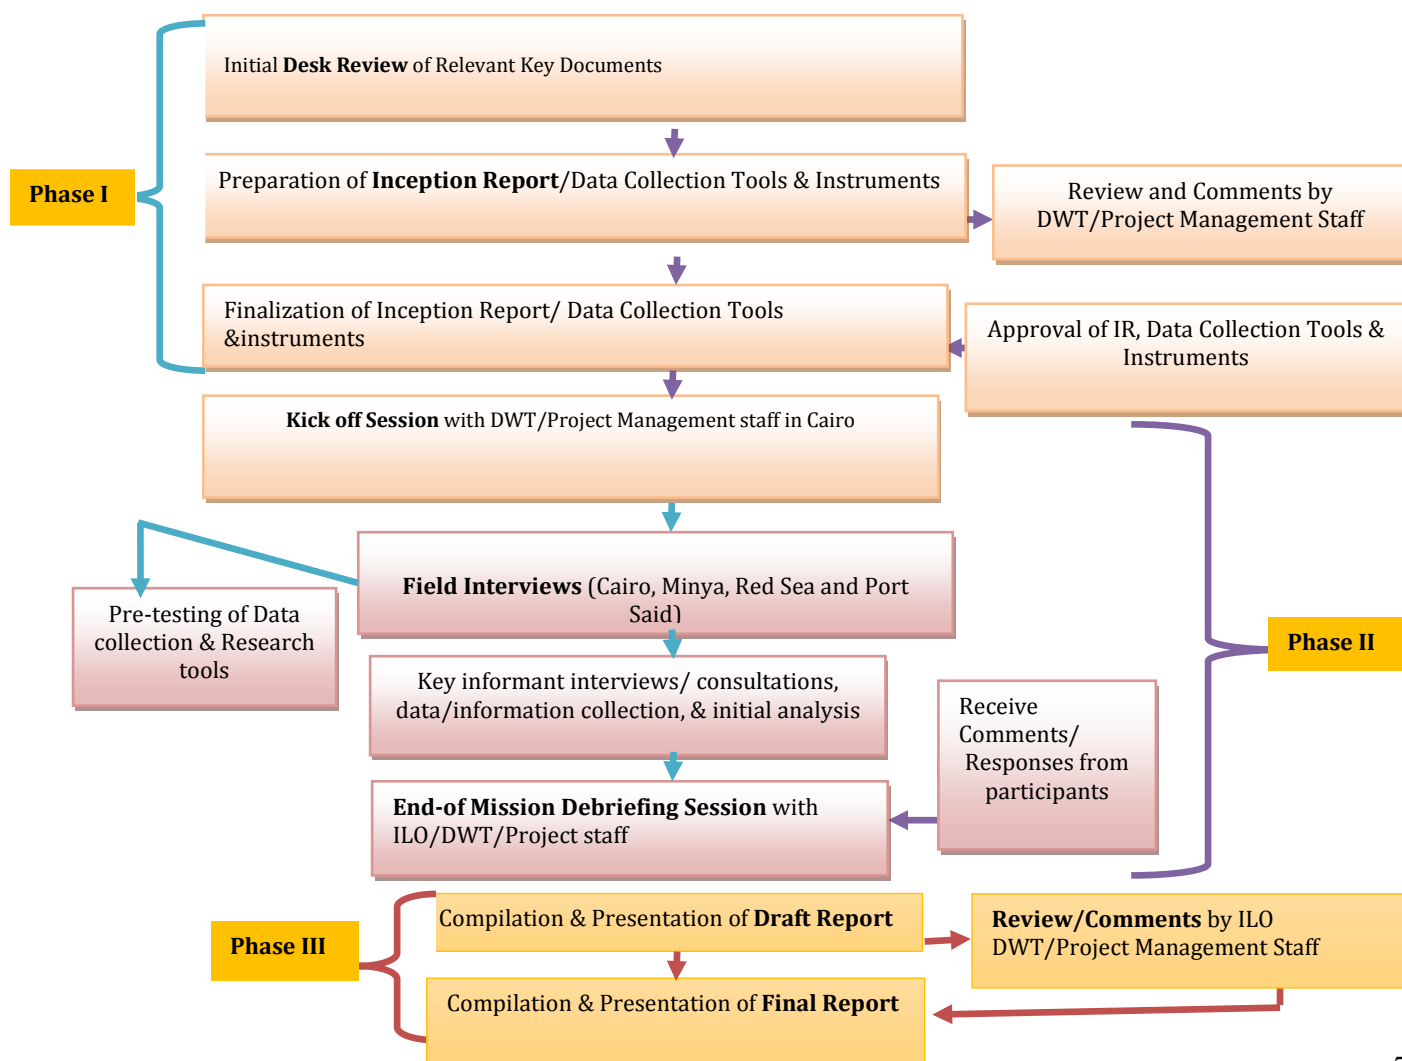 Initial Desk Review of Relevant Key Documents
Phase I
Preparation of Inception Report/Data Collection Tools & Instruments
Review and Comments by
DWT/Project Management Staff
Finalization of Inception Report/ Data Collection Tools
&instruments
Approval of IR, Data Collection Tools &
Instruments
Kick off Session with DWT/Project Management staff in Cairo
Field Interviews (Cairo, Minya, Red Sea and Port
Said)
Pre-testing of Data
collection & Research
tools
Phase II
Key informant interviews/ consultations,
data/information collection, & initial analysis
Receive
Comments/
Responses from
participants
End-of Mission Debriefing Session with
ILO/DWT/Project staff
Phase III
Compilation & Presentation of Draft Report
Review/Comments by ILO
DWT/Project Management Staff
Compilation & Presentation of Final Report